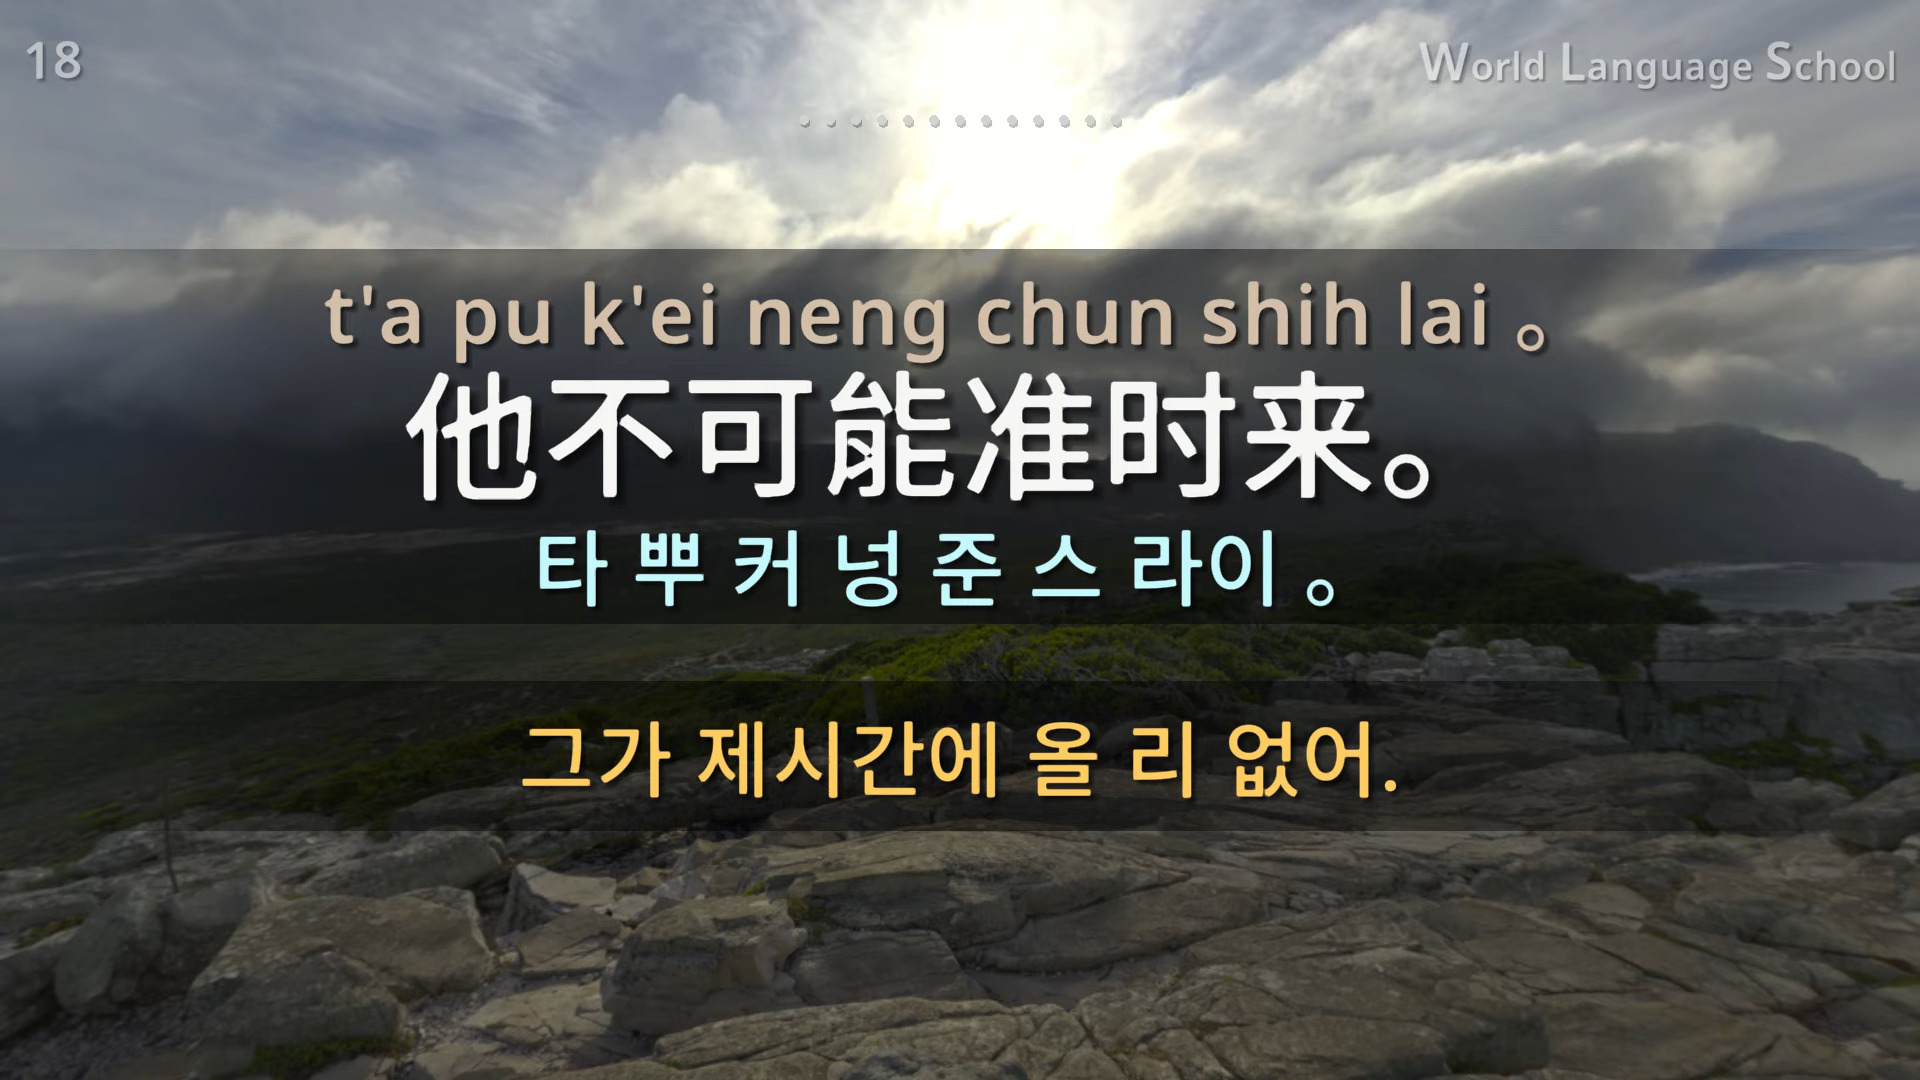 18
World Language School
t'a pu k'ei neng chun shih lai 。
他不可能准时来。
타 뿌 커 넝 준 스 라이 。
그가 제시간에 올 리 없어.